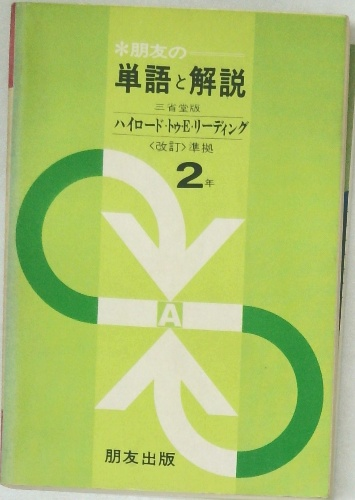 *朋友の
単語と解説
三省堂版
ハイロード・トゥ・E・リーディング
〈改訂〉準拠
2年
A
朋友出版